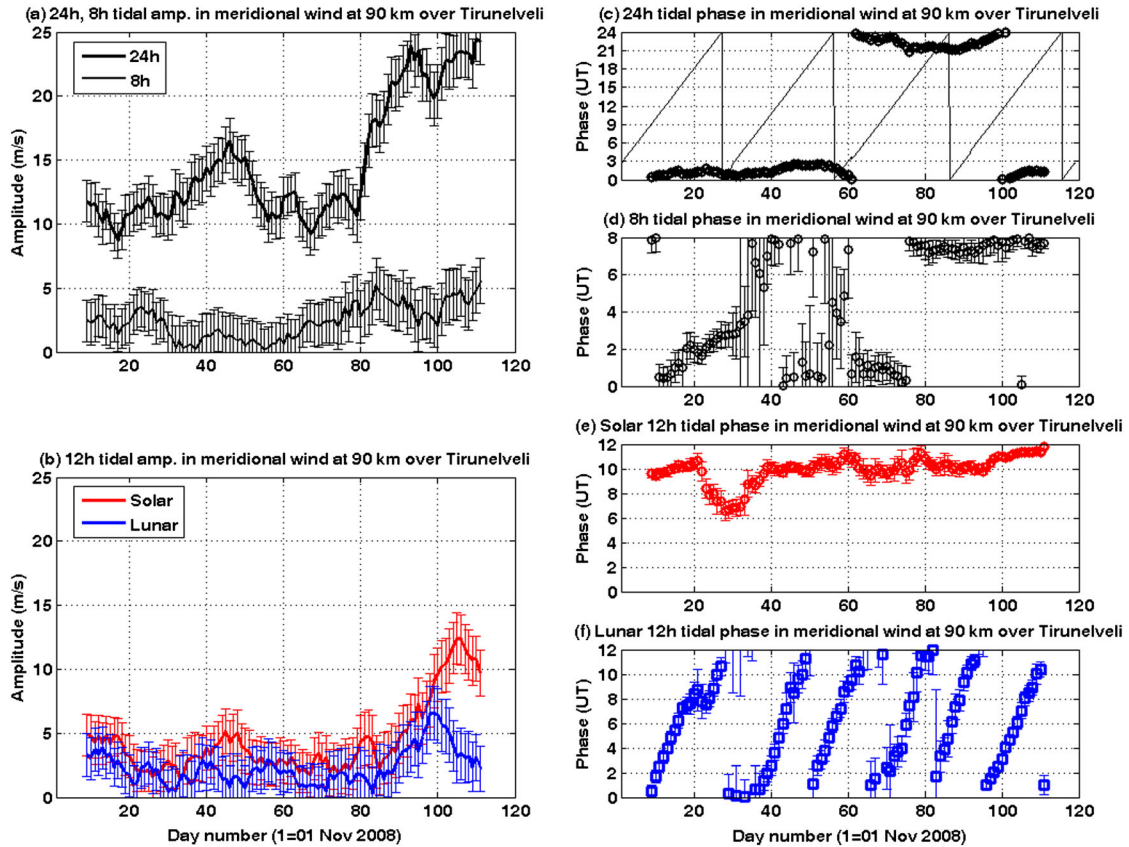 (a) 24h, 8h tidal amp. in meridional wind at 90 km over Tirunelveli
25
20
15
10
5
0
Amplitude (m/s)
24h
8h
20 40 60 80 100 120
(b) 12h tidal amp. in meridional wind at 90 km over Tirunelveli
25
20
15
10
5
0
Amplitude (m/s)
Solar
Lunar
20 40 60 80 100 120
Day number (1=01 Nov 2008)
(c) 24h tidal phase in meridional wind at 90 km over Tirunelveli
24
21
18
15
12
9
6
3
0
Phase (UT)
20 40 60 80 100 120
(d) 8h tidal phase in meridional wind at 90 km over Tirunelveli
8
6
4
2
0
Phase (UT)
20 40 60 80 100 120
(e) Solar 12h tidal phase in meridional wind at 90 km over Tirunelveli
12
10
8
6
4
2
0
Phase (UT)
20 40 60 80 100 120
(f) Lunar 12h tidal phase in meridional wind at 90 km over Tirunelveli
12
10
8
6
4
2
0
Phase (UT)
20 40 60 80 100 120
Day number (1=01 Nov 2008)